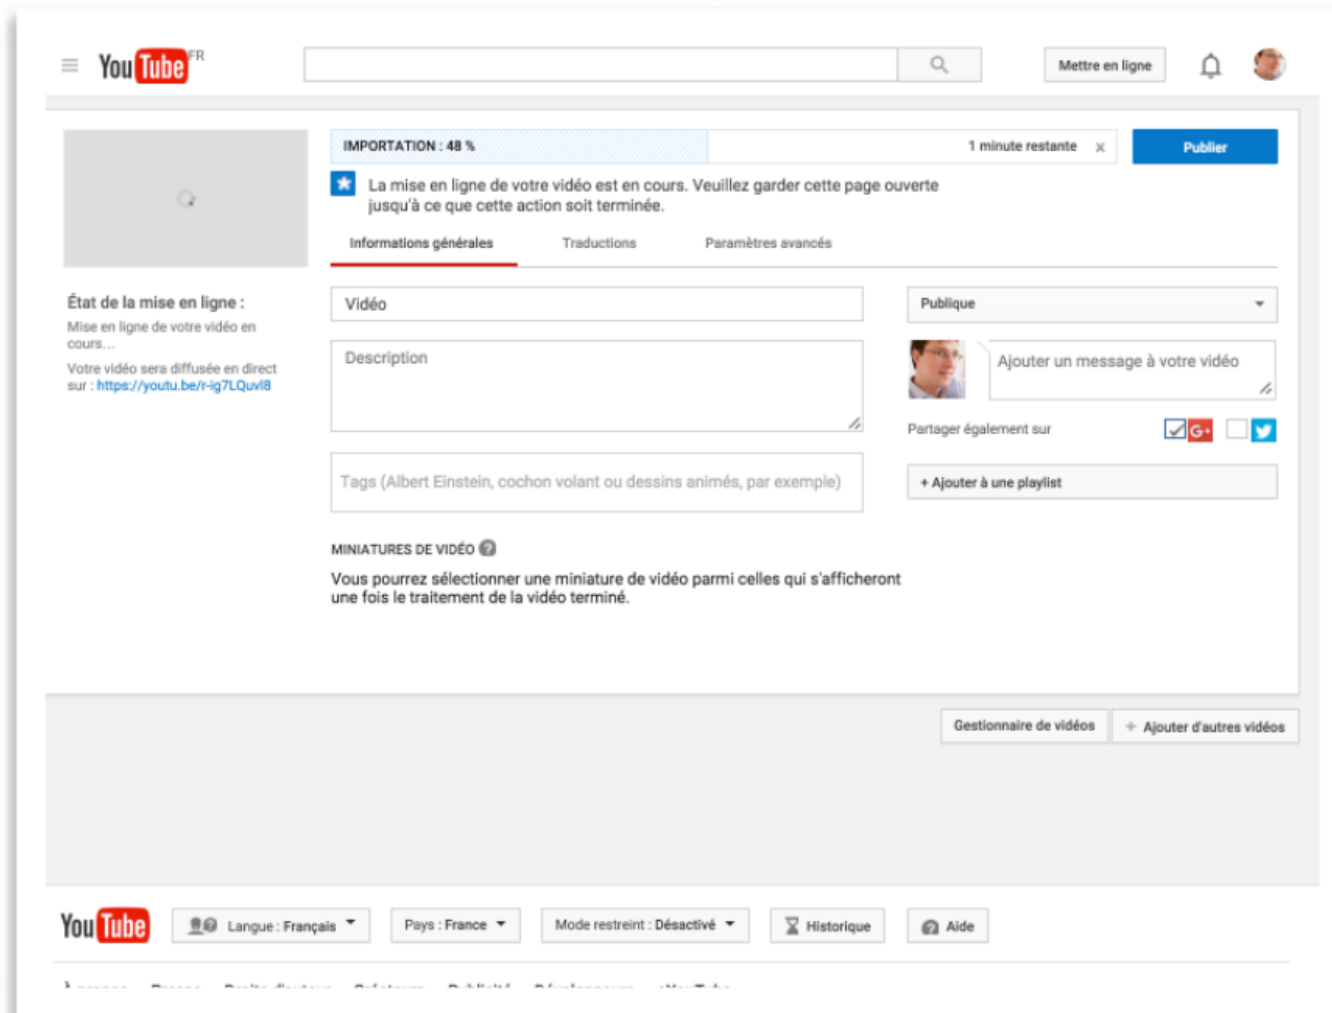 YouTube FR
Mettre en ligne
IMPORTATION : 48 %
1 minute restante x
Publier
La mise en ligne de votre vidéo est en cours. Veuillez garder cette page ouverte
jusqu'à ce que cette action soit terminée.
Informations générales
Traductions
Paramètres avancés
État de la mise en ligne :
Mise en ligne de votre vidéo en
cours...
Votre vidéo sera diffusée en direct
sur : https://youtu.be/r-ig7LQuvl8
Vidéo
Description
Tags (Albert Einstein, cochon volant ou dessins animés, par exemple)
MINIATURES DE VIDÉO ?
Vous pourrez sélectionner une miniature de vidéo parmi celles qui s'afficheront
une fois le traitement de la vidéo terminé.
Publique
Ajouter un message à votre vidéo
Partager également sur
G+
+ Ajouter à une playlist
Gestionnaire de vidéos
+ Ajouter d'autres vidéos
YouTube
Langue : Français
Pays : France
Mode restreint : Désactivé
Historique
? Aide